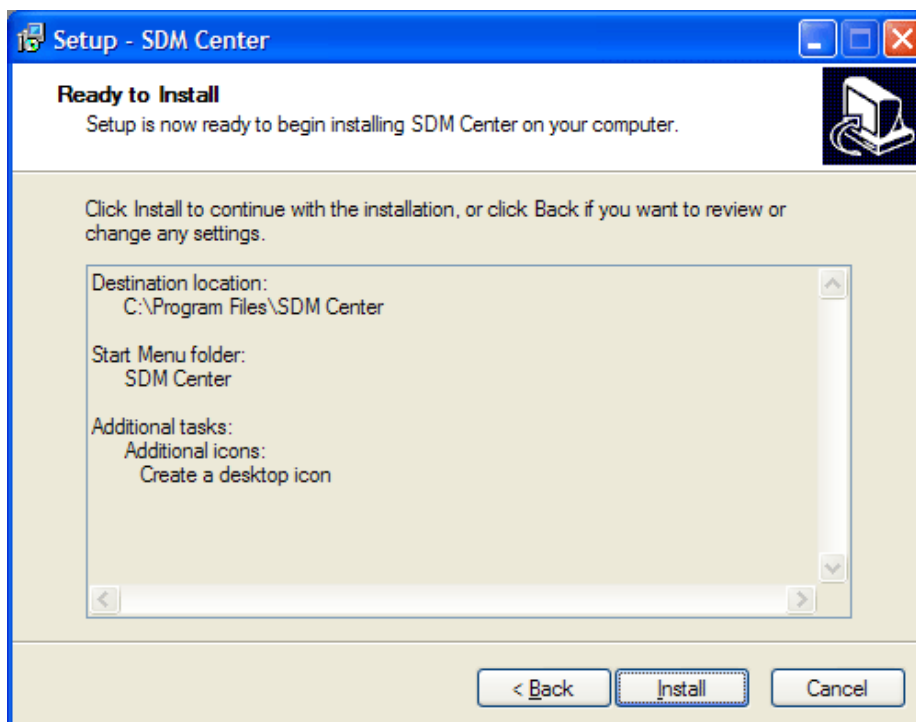 Setup - SDM Center
Ready to Install
Setup is now ready to begin installing SDM Center on your computer.
Click Install to continue with the installation, or click Back if you want to review or
change any settings.
Destination location:
C:\Program Files\SDM Center
Start Menu folder:
SDM Center
Additional tasks:
Additional icons:
Create a desktop icon
< Back
Install
Cancel